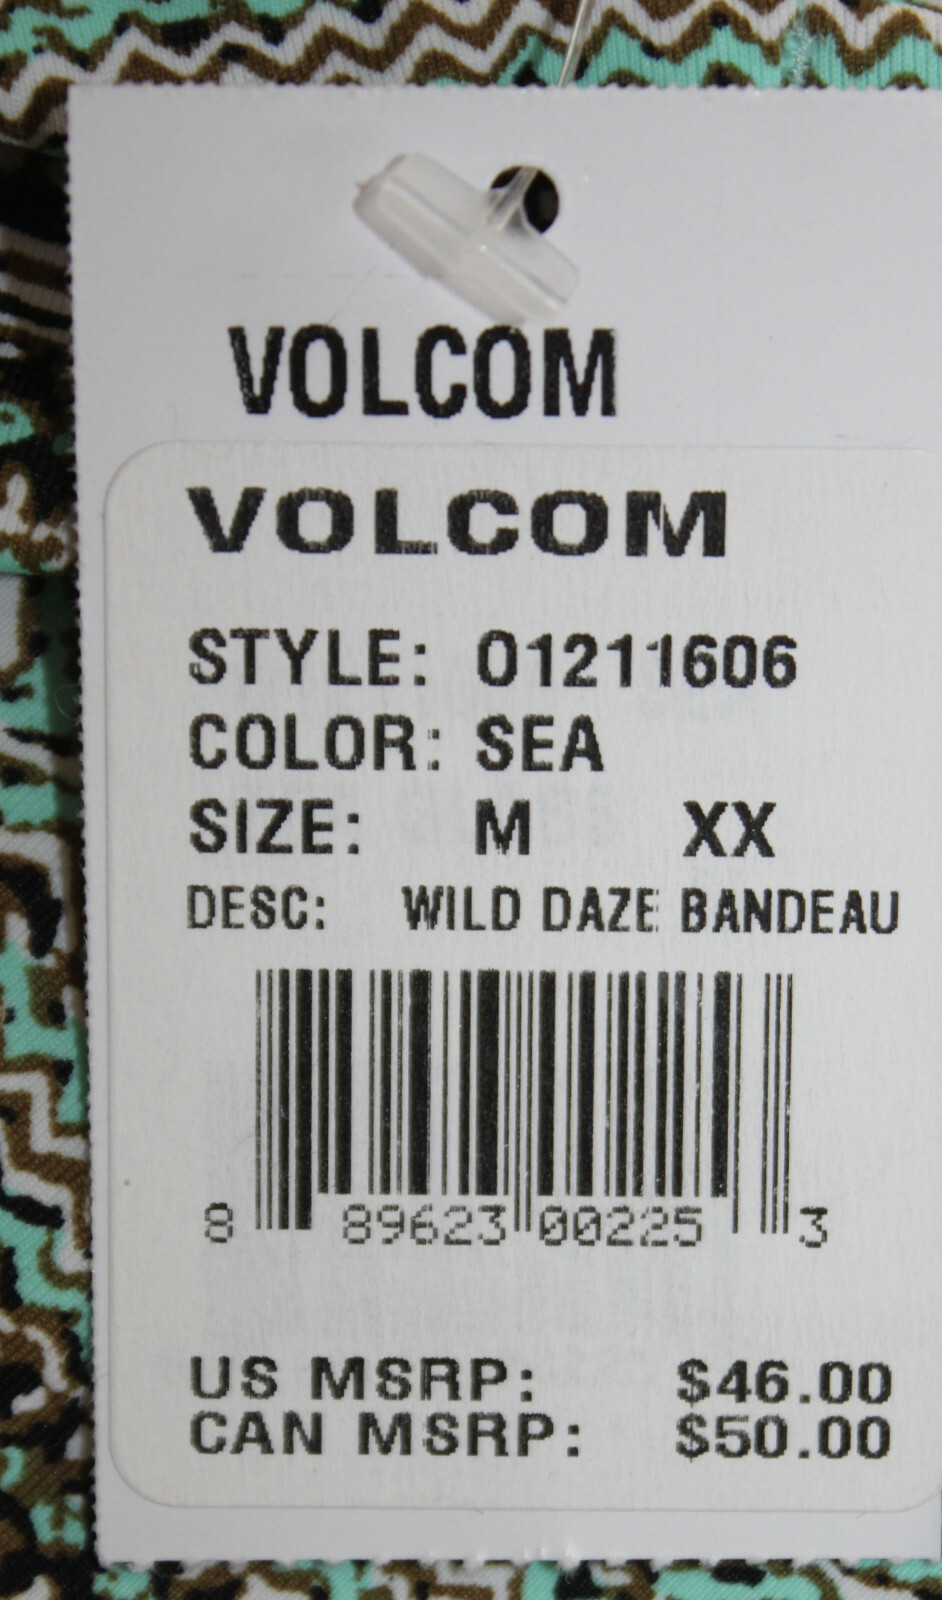 VOLCOM
VOLCOM
STYLE: 01211606
COLOR: SEA
SIZE: M XX
DESC: WILD DAZE BANDEAU
8 89623 00225 3
US MSRP: $46.00
CAN MSRP: $50.00